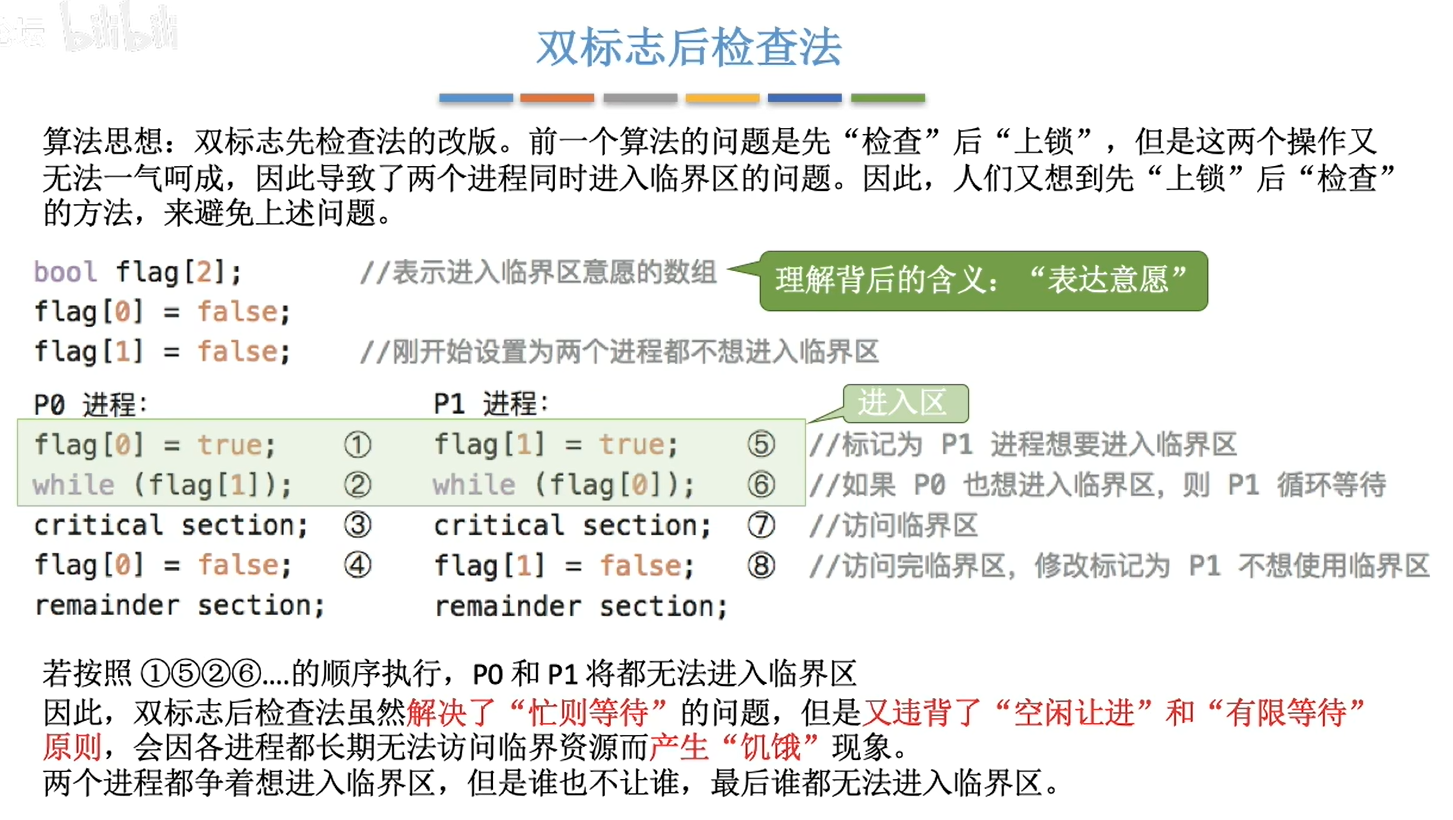 bilibili
双标志后检查法
算法思想：双标志先检查法的改版。前一个算法的问题是先“检查”后“上锁”，但是这两个操作又
无法一气呵成，因此导致了两个进程同时进入临界区的问题。因此，人们又想到先“上锁”后“检查”
的方法，来避免上述问题。
bool flag[2]; //表示进入临界区意愿的数组
理解背后的含义：“表达意愿”
flag[0] = false;
flag[1] = false; //刚开始设置为两个进程都不想进入临界区
P0 进程: P1 进程:
进入区
flag[0] = true; ① flag[1] = true; ⑤ //标记为 P1 进程想要进入临界区
while (flag[1]); ② while (flag[0]); ⑥ //如果 P0 也想进入临界区，则 P1 循环等待
critical section; ③ critical section; ⑦ //访问临界区
flag[0] = false; ④ flag[1] = false; ⑧ //访问完临界区，修改标记为 P1 不想使用临界区
remainder section; remainder section;
若按照 ①⑤②⑥....的顺序执行，P0 和 P1 将都无法进入临界区
因此，双标志后检查法虽然解决了“忙则等待”的问题，但是又违背了“空闲让进”和“有限等待”
原则，会因各进程都长期无法访问临界资源而产生“饥饿”现象。
两个进程都争着想进入临界区，但是谁也不让谁，最后谁都无法进入临界区。